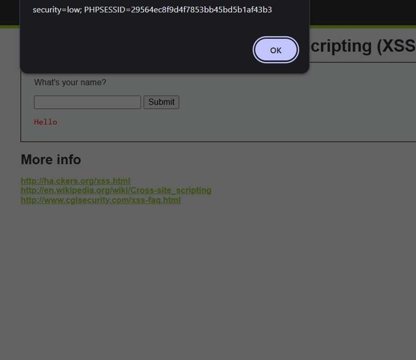 security=low; PHPSESSID=29564ec8f9d4f7853bb45bd5b1af43b3
OK
cripting (XSS
What's your name?
Submit
Hello
More info
http://ha.ckers.org/xss.html
http://en.wikipedia.org/wiki/Cross-site_scripting
http://www.cgisecurity.com/xss-faq.html